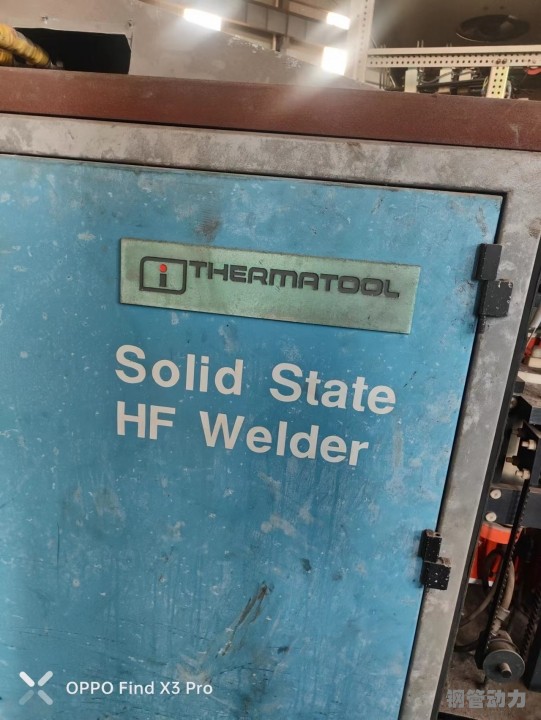 THERMATOOL
Solid State
HF Welder
OPPO Find X3 Pro
钢管动力